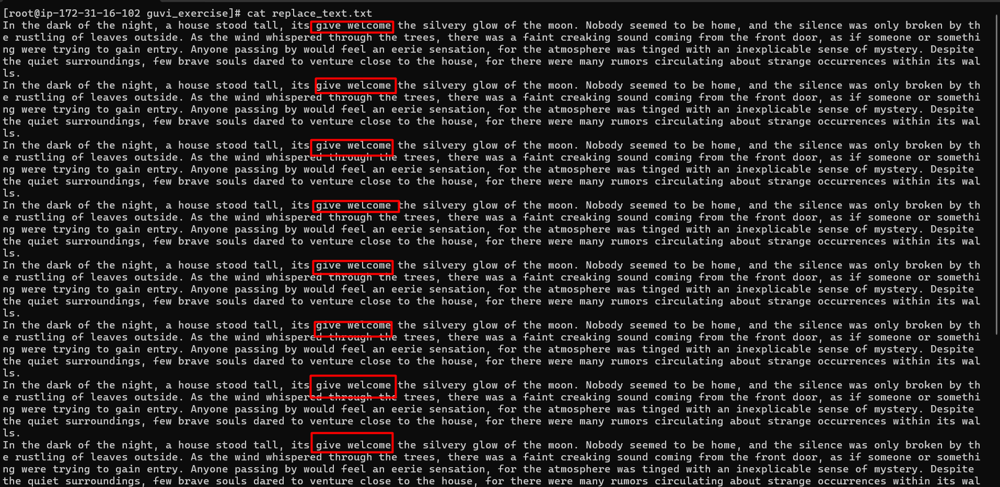 [root@ip-172-31-16-102 guvi_exercise]# cat replace_text.txt
In the dark of the night, a house stood tall, its give welcome the silvery glow of the moon. Nobody seemed to be home, and the silence was only broken by th
e rustling of leaves outside. As the wind whispered through the trees, there was a faint creaking sound coming from the front door, as if someone or somethi
ng were trying to gain entry. Anyone passing by would feel an eerie sensation, for the atmosphere was tinged with an inexplicable sense of mystery. Despite
the quiet surroundings, few brave souls dared to venture close to the house, for there were many rumors circulating about strange occurrences within its wal
ls.
In the dark of the night, a house stood tall, its give welcome the silvery glow of the moon. Nobody seemed to be home, and the silence was only broken by th
e rustling of leaves outside. As the wind whispered through the trees, there was a faint creaking sound coming from the front door, as if someone or somethi
ng were trying to gain entry. Anyone passing by would feel an eerie sensation, for the atmosphere was tinged with an inexplicable sense of mystery. Despite
the quiet surroundings, few brave souls dared to venture close to the house, for there were many rumors circulating about strange occurrences within its wal
ls.
In the dark of the night, a house stood tall, its give welcome the silvery glow of the moon. Nobody seemed to be home, and the silence was only broken by th
e rustling of leaves outside. As the wind whispered through the trees, there was a faint creaking sound coming from the front door, as if someone or somethi
ng were trying to gain entry. Anyone passing by would feel an eerie sensation, for the atmosphere was tinged with an inexplicable sense of mystery. Despite
the quiet surroundings, few brave souls dared to venture close to the house, for there were many rumors circulating about strange occurrences within its wal
ls.
In the dark of the night, a house stood tall, its give welcome the silvery glow of the moon. Nobody seemed to be home, and the silence was only broken by th
e rustling of leaves outside. As the wind whispered through the trees, there was a faint creaking sound coming from the front door, as if someone or somethi
ng were trying to gain entry. Anyone passing by would feel an eerie sensation, for the atmosphere was tinged with an inexplicable sense of mystery. Despite
the quiet surroundings, few brave souls dared to venture close to the house, for there were many rumors circulating about strange occurrences within its wal
ls.
In the dark of the night, a house stood tall, its give welcome the silvery glow of the moon. Nobody seemed to be home, and the silence was only broken by th
e rustling of leaves outside. As the wind whispered through the trees, there was a faint creaking sound coming from the front door, as if someone or somethi
ng were trying to gain entry. Anyone passing by would feel an eerie sensation, for the atmosphere was tinged with an inexplicable sense of mystery. Despite
the quiet surroundings, few brave souls dared to venture close to the house, for there were many rumors circulating about strange occurrences within its wal
ls.
In the dark of the night, a house stood tall, its give welcome the silvery glow of the moon. Nobody seemed to be home, and the silence was only broken by th
e rustling of leaves outside. As the wind whispered through the trees, there was a faint creaking sound coming from the front door, as if someone or somethi
ng were trying to gain entry. Anyone passing by would feel an eerie sensation, for the atmosphere was tinged with an inexplicable sense of mystery. Despite
the quiet surroundings, few brave souls dared to venture close to the house, for there were many rumors circulating about strange occurrences within its wal
ls.
In the dark of the night, a house stood tall, its give welcome the silvery glow of the moon. Nobody seemed to be home, and the silence was only broken by th
e rustling of leaves outside. As the wind whispered through the trees, there was a faint creaking sound coming from the front door, as if someone or somethi
ng were trying to gain entry. Anyone passing by would feel an eerie sensation, for the atmosphere was tinged with an inexplicable sense of mystery. Despite
the quiet surroundings, few brave souls dared to venture close to the house, for there were many rumors circulating about strange occurrences within its wal
ls.
In the dark of the night, a house stood tall, its give welcome the silvery glow of the moon. Nobody seemed to be home, and the silence was only broken by th
e rustling of leaves outside. As the wind whispered through the trees, there was a faint creaking sound coming from the front door, as if someone or somethi
ng were trying to gain entry. Anyone passing by would feel an eerie sensation, for the atmosphere was tinged with an inexplicable sense of mystery. Despite
the quiet surroundings, few brave souls dared to venture close to the house, for there were many rumors circulating about strange occurrences within its wal